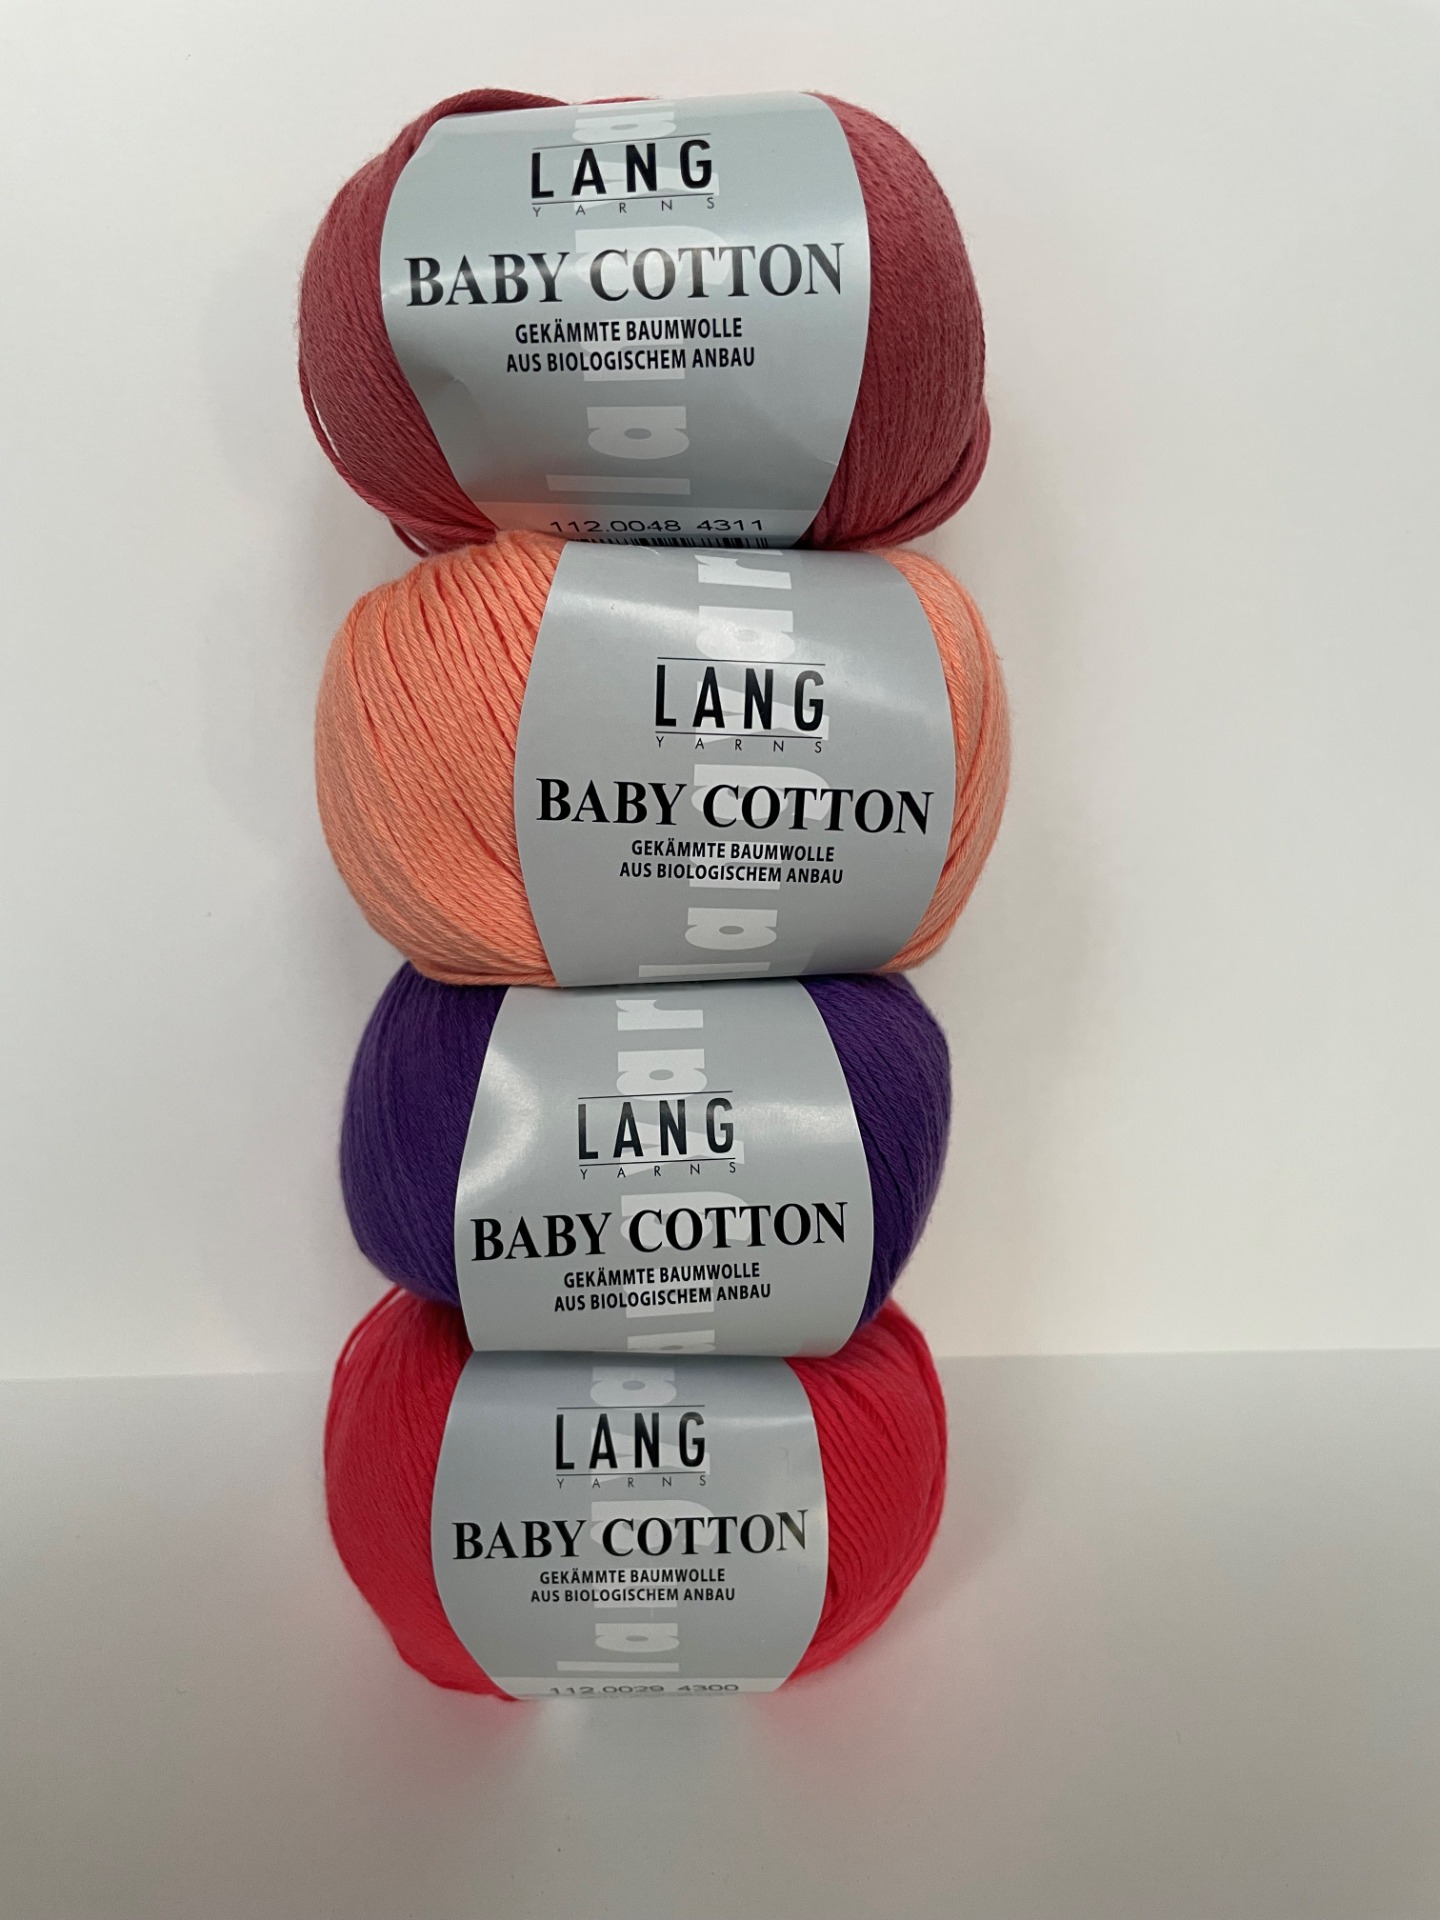 LANG
YARNS
BABY COTTON
GEKÄMMTE BAUMWOLLE
AUS BIOLOGISCHEM ANBAU
langyar
112.0048 4311
LANG
YARNS
BABY COTTON
GEKÄMMTE BAUMWOLLE
AUS BIOLOGISCHEM ANBAU
langyar
LANG
YARNS
BABY COTTON
GEKÄMMTE BAUMWOLLE
AUS BIOLOGISCHEM ANBAU
LANG
YARNS
BABY COTTON
GEKÄMMTE BAUMWOLLE
AUS BIOLOGISCHEM ANBAU
112.0029 4300